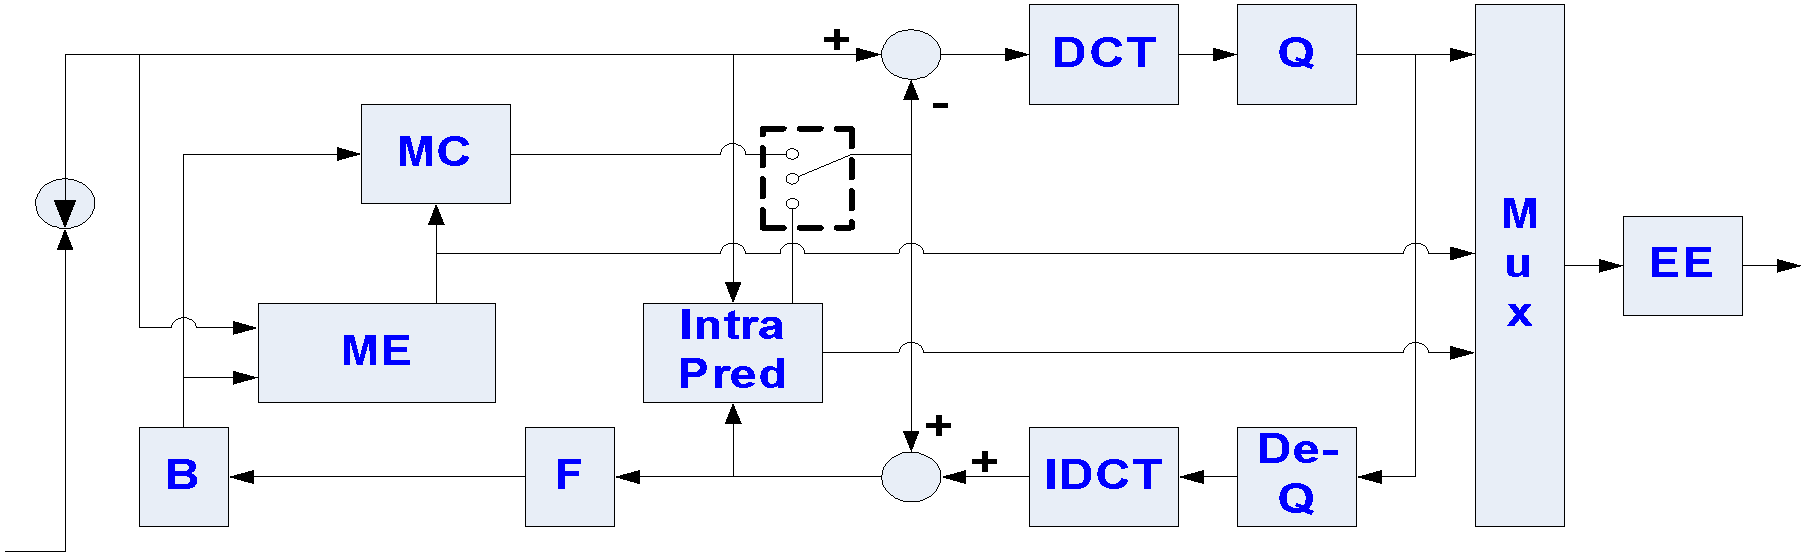 +
DCT
Q
-
MC
M
u
x
EE
ME
Intra
Pred
+
B
F
+
IDCT
De-
Q